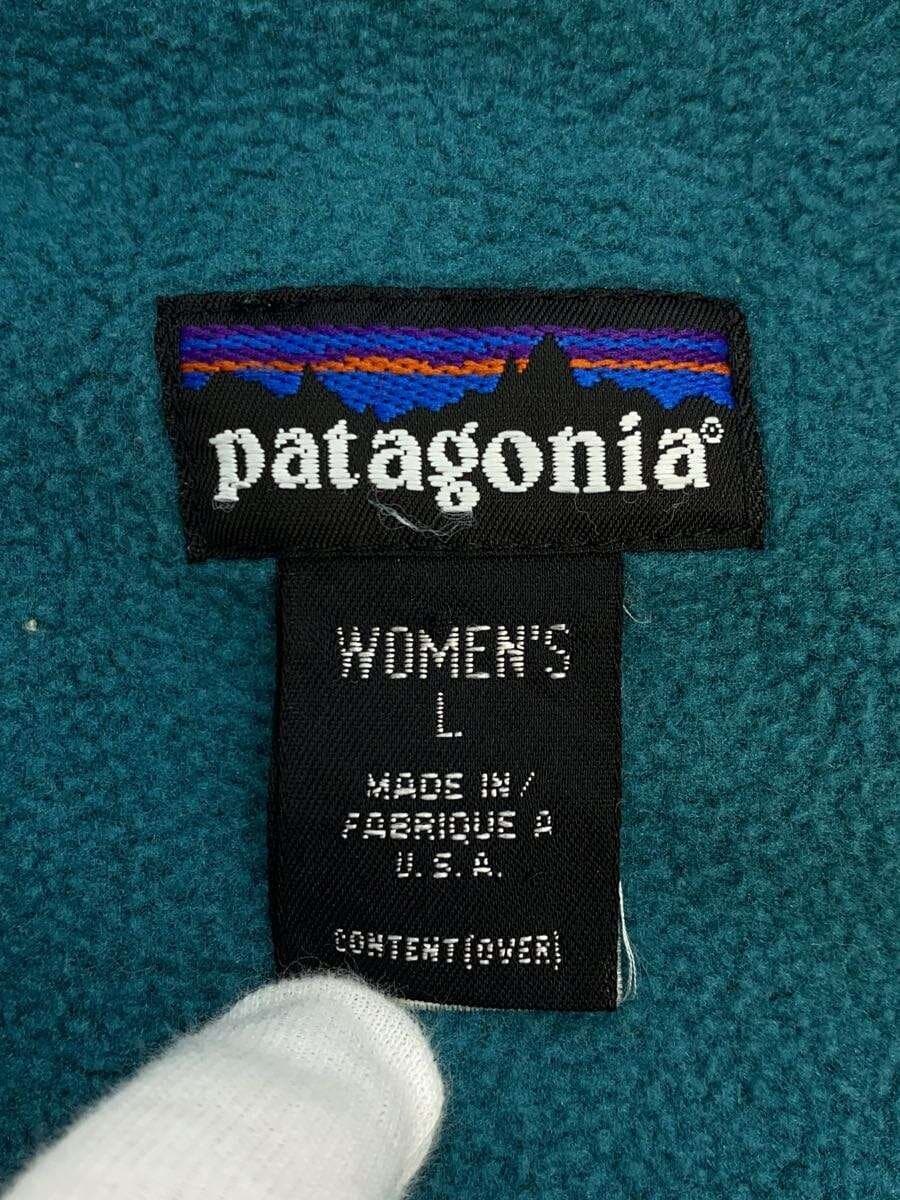 patagonia®
WOMEN'S
L
MADE IN /
FABRIQUE A
U.S.A.
CONTENT(OVER)